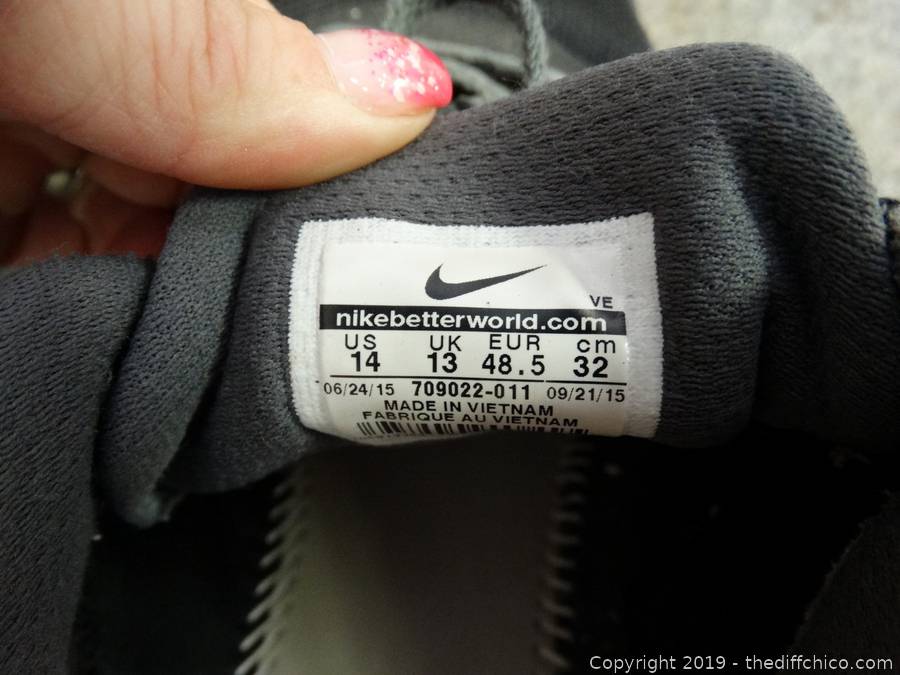 VE
nikebetterworld.com
US UK EUR cm
14 13 48.5 32
06/24/15 709022-011 09/21/15
MADE IN VIETNAM
FABRIQUE AU VIETNAM
Copyright 2019 - thediffchico.com